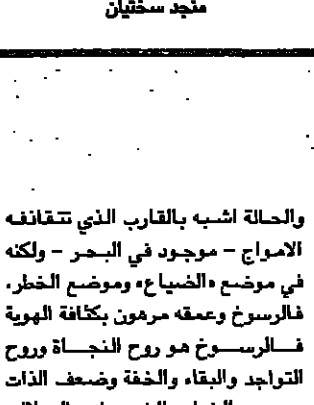 منجد سختيان
والحالة اشبه بالقارب الذي تتقاذفه
الامواج - موجود في البحر - ولكنه
في موضع «الضياع» وموضع الخطر.
فالرسوخ وعمقه مرهون بكثافة الهوية
فالرسوخ هو روح النجاة وروح
التواجد والبقاء والخفة وضعف الذات